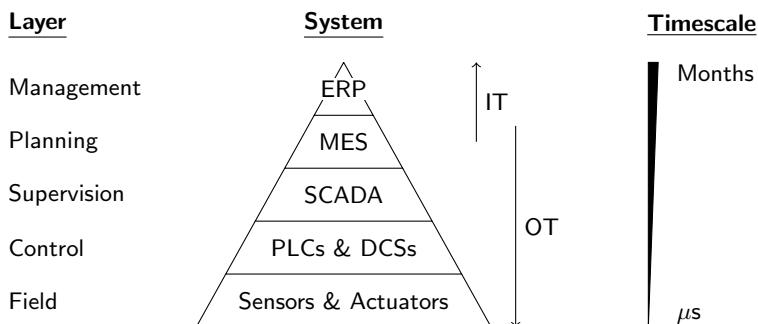 Layer System Timescale
Management ERP IT Months
Planning MES
Supervision SCADA
Control PLCs & DCSs OT
Field Sensors & Actuators μs